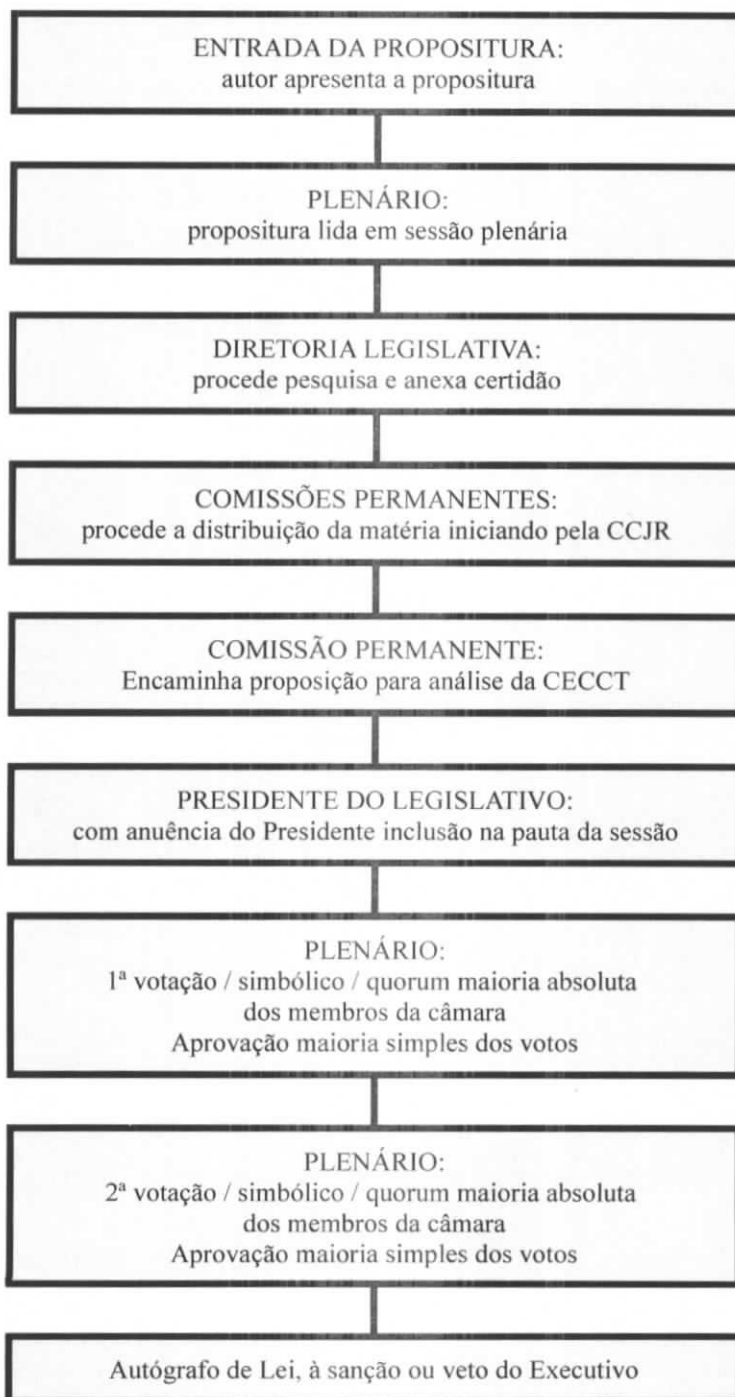 ENTRADA DA PROPOSITURA:
autor apresenta a propositura
PLENÁRIO:
propositura lida em sessão plenária
DIRETORIA LEGISLATIVA:
procede pesquisa e anexa certidão
COMISSÕES PERMANENTES:
procede a distribuição da matéria iniciando pela CCJR
COMISSÃO PERMANENTE:
Encaminha proposição para análise da CECCT
PRESIDENTE DO LEGISLATIVO:
com anuência do Presidente inclusão na pauta da sessão
PLENÁRIO:
1ª votação / simbólico / quorum maioria absoluta
dos membros da câmara
Aprovação maioria simples dos votos
PLENÁRIO:
2ª votação / simbólico / quorum maioria absoluta
dos membros da câmara
Aprovação maioria simples dos votos
Autógrafo de Lei, à sanção ou veto do Executivo